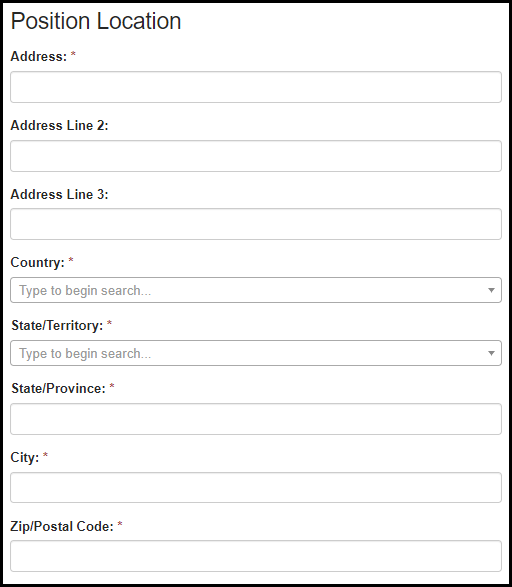 Position Location
Address: *
Address Line 2:
Address Line 3:
Country: *
Type to begin search...
State/Territory: *
Type to begin search...
State/Province: *
City: *
Zip/Postal Code: *